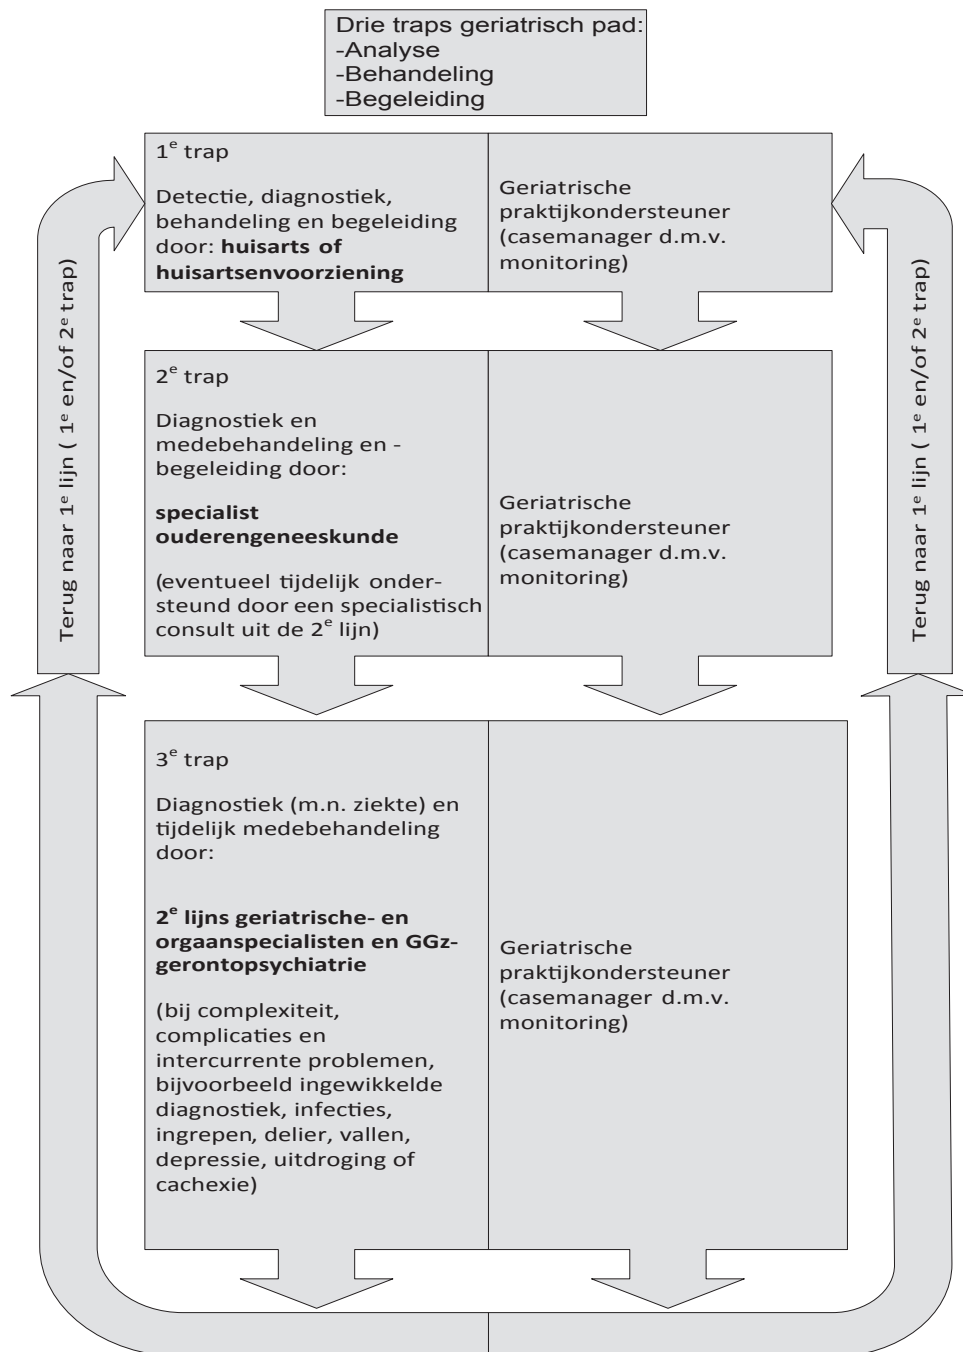 Drie traps geriatrisch pad:
-Analyse
-Behandeling
-Begeleiding
1e trap
Detectie, diagnostiek,
behandeling en begeleiding
door: huisarts of
huisartsenvoorziening
Geriatrische
praktijkondersteuner
(casemanager d.m.v.
monitoring)
2e trap
Diagnostiek en
medebehandeling en -
begeleiding door:
specialist
ouderengeneeskunde
(eventueel tijdelijk onder-
steund door een specialistisch
consult uit de 2e lijn)
Geriatrische
praktijkondersteuner
(casemanager d.m.v.
monitoring)
3e trap
Diagnostiek (m.n. ziekte) en
tijdelijk medebehandeling
door:
2e lijns geriatrische- en
orgaanspecialisten en GGz-
gerontopsychiatrie
(bij complexiteit,
complicaties en
intercurrente problemen,
bijvoorbeeld ingewikkelde
diagnostiek, infecties,
ingrepen, delier, vallen,
depressie, uitdroging of
cachexie)
Geriatrische
praktijkondersteuner
(casemanager d.m.v.
monitoring)
Terug naar 1e lijn ( 1e en/of 2e trap)
Terug naar 1e lijn ( 1e en/of 2e trap)